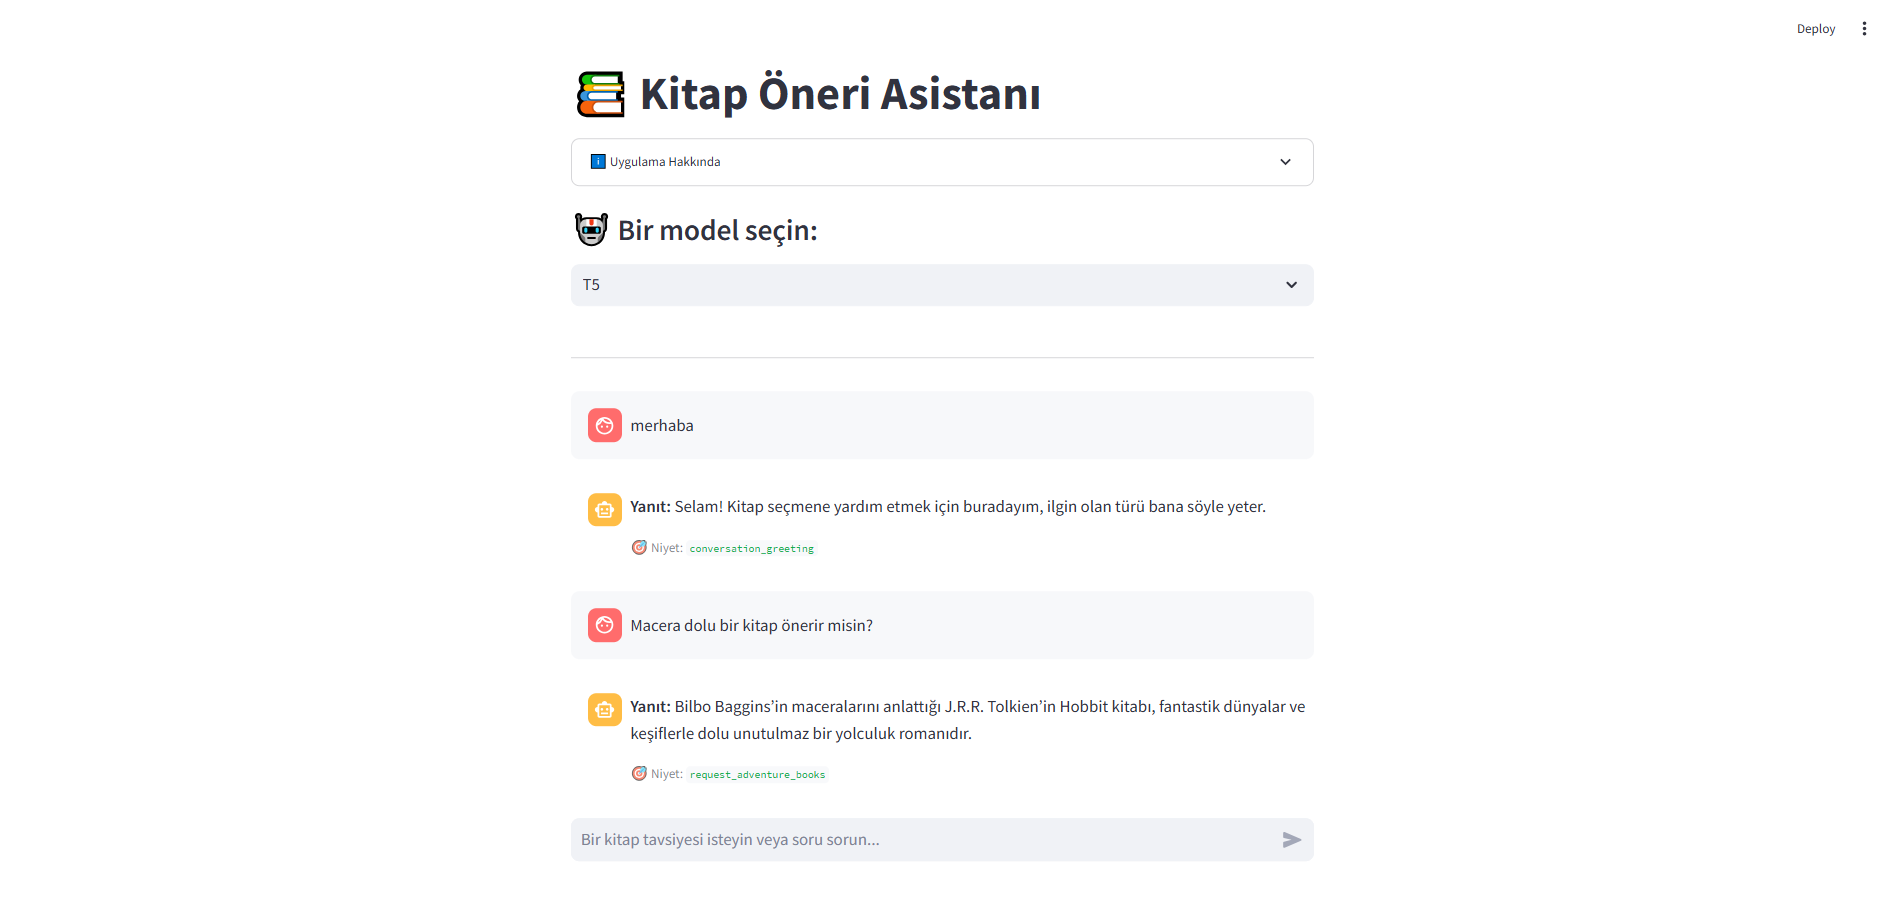 Deploy
Kitap Öneri Asistanı
Uygulama Hakkında
Bir model seçin:
T5
merhaba
Yanıt: Selam! Kitap seçmene yardım etmek için buradayım, ilgin olan türü bana söyle yeter.
Niyet: conversation_greeting
Macera dolu bir kitap önerir misin?
Yanıt: Bilbo Baggins’in maceralarını anlattığı J.R.R. Tolkien’in Hobbit kitabı, fantastik dünyalar ve
keşiflerle dolu unutulmaz bir yolculuk romanıdır.
Niyet: request_adventure_books
Bir kitap tavsiyesi isteyin veya soru sorun...